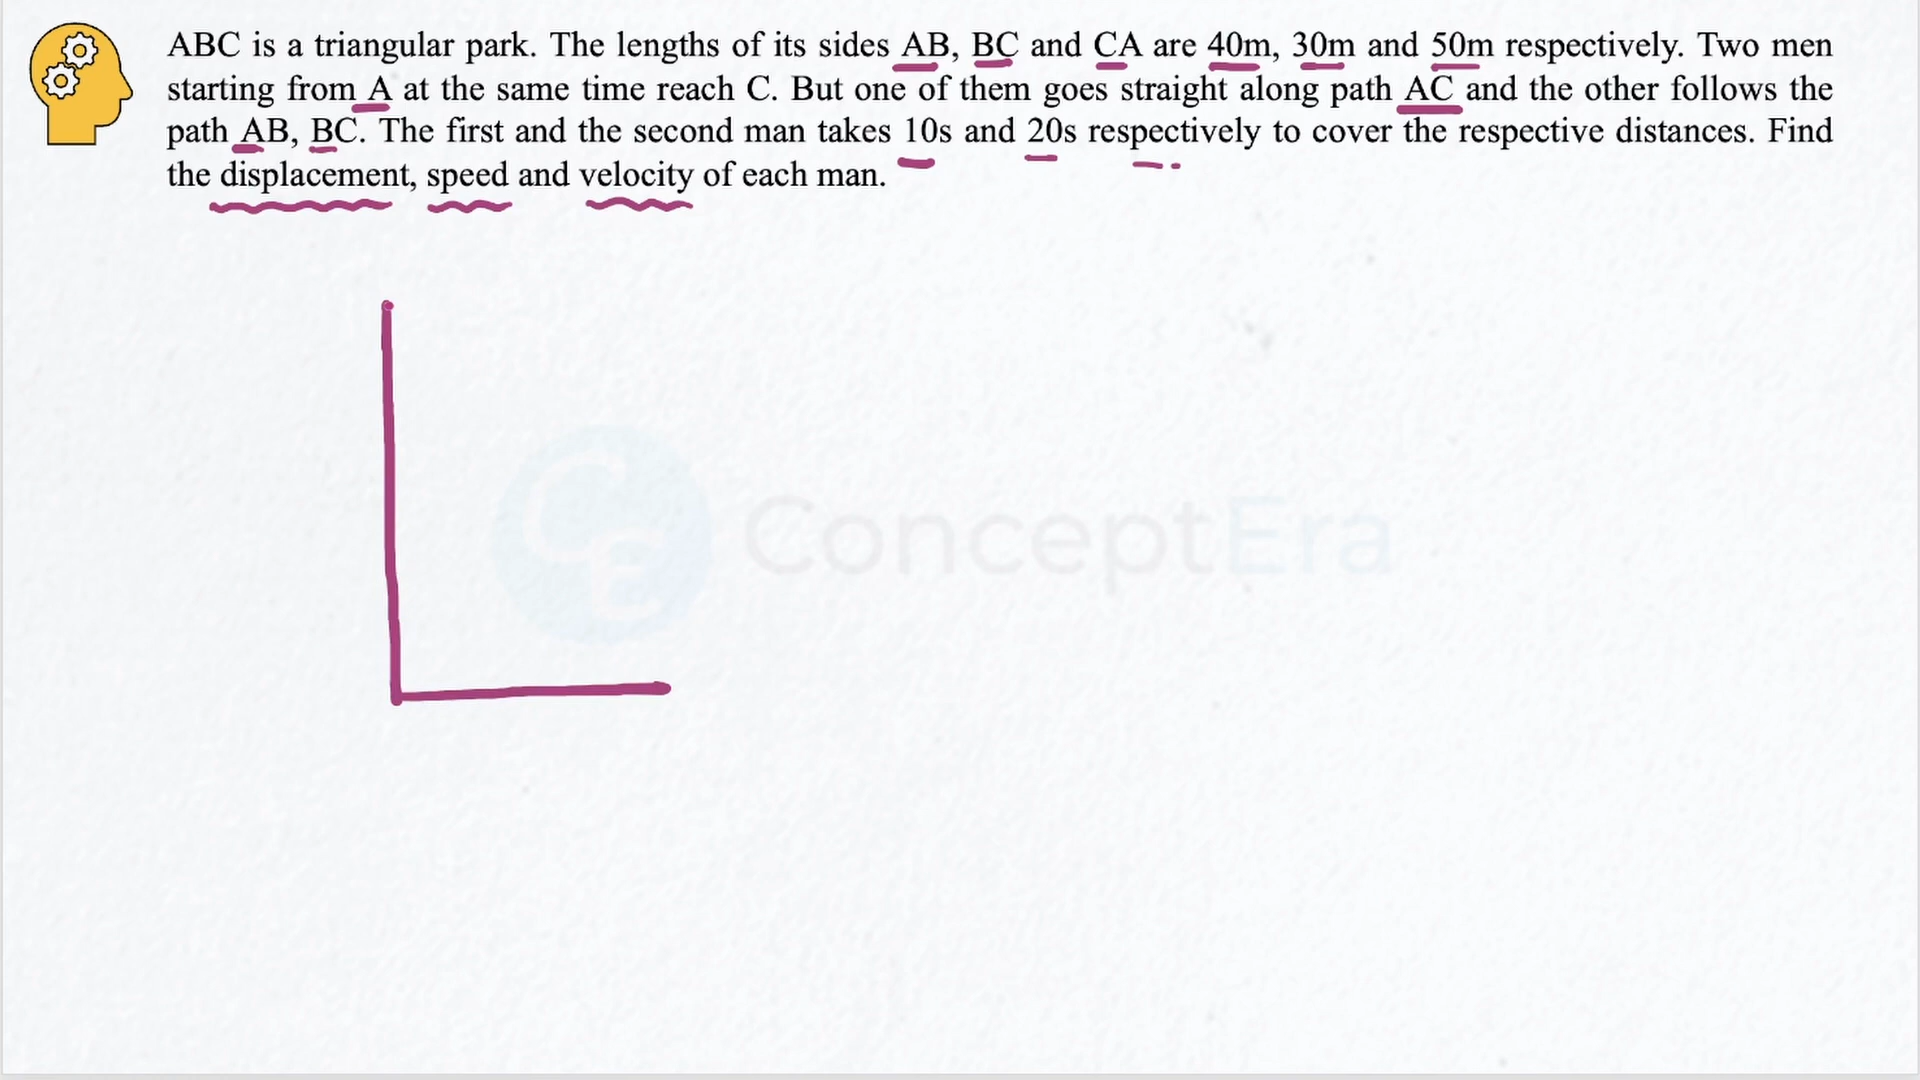 ABC is a triangular park. The lengths of its sides AB, BC and CA are 40m, 30m and 50m respectively. Two men
starting from A at the same time reach C. But one of them goes straight along path AC and the other follows the
path AB, BC. The first and the second man takes 10s and 20s respectively to cover the respective distances. Find
the displacement, speed and velocity of each man.
CE ConceptEra